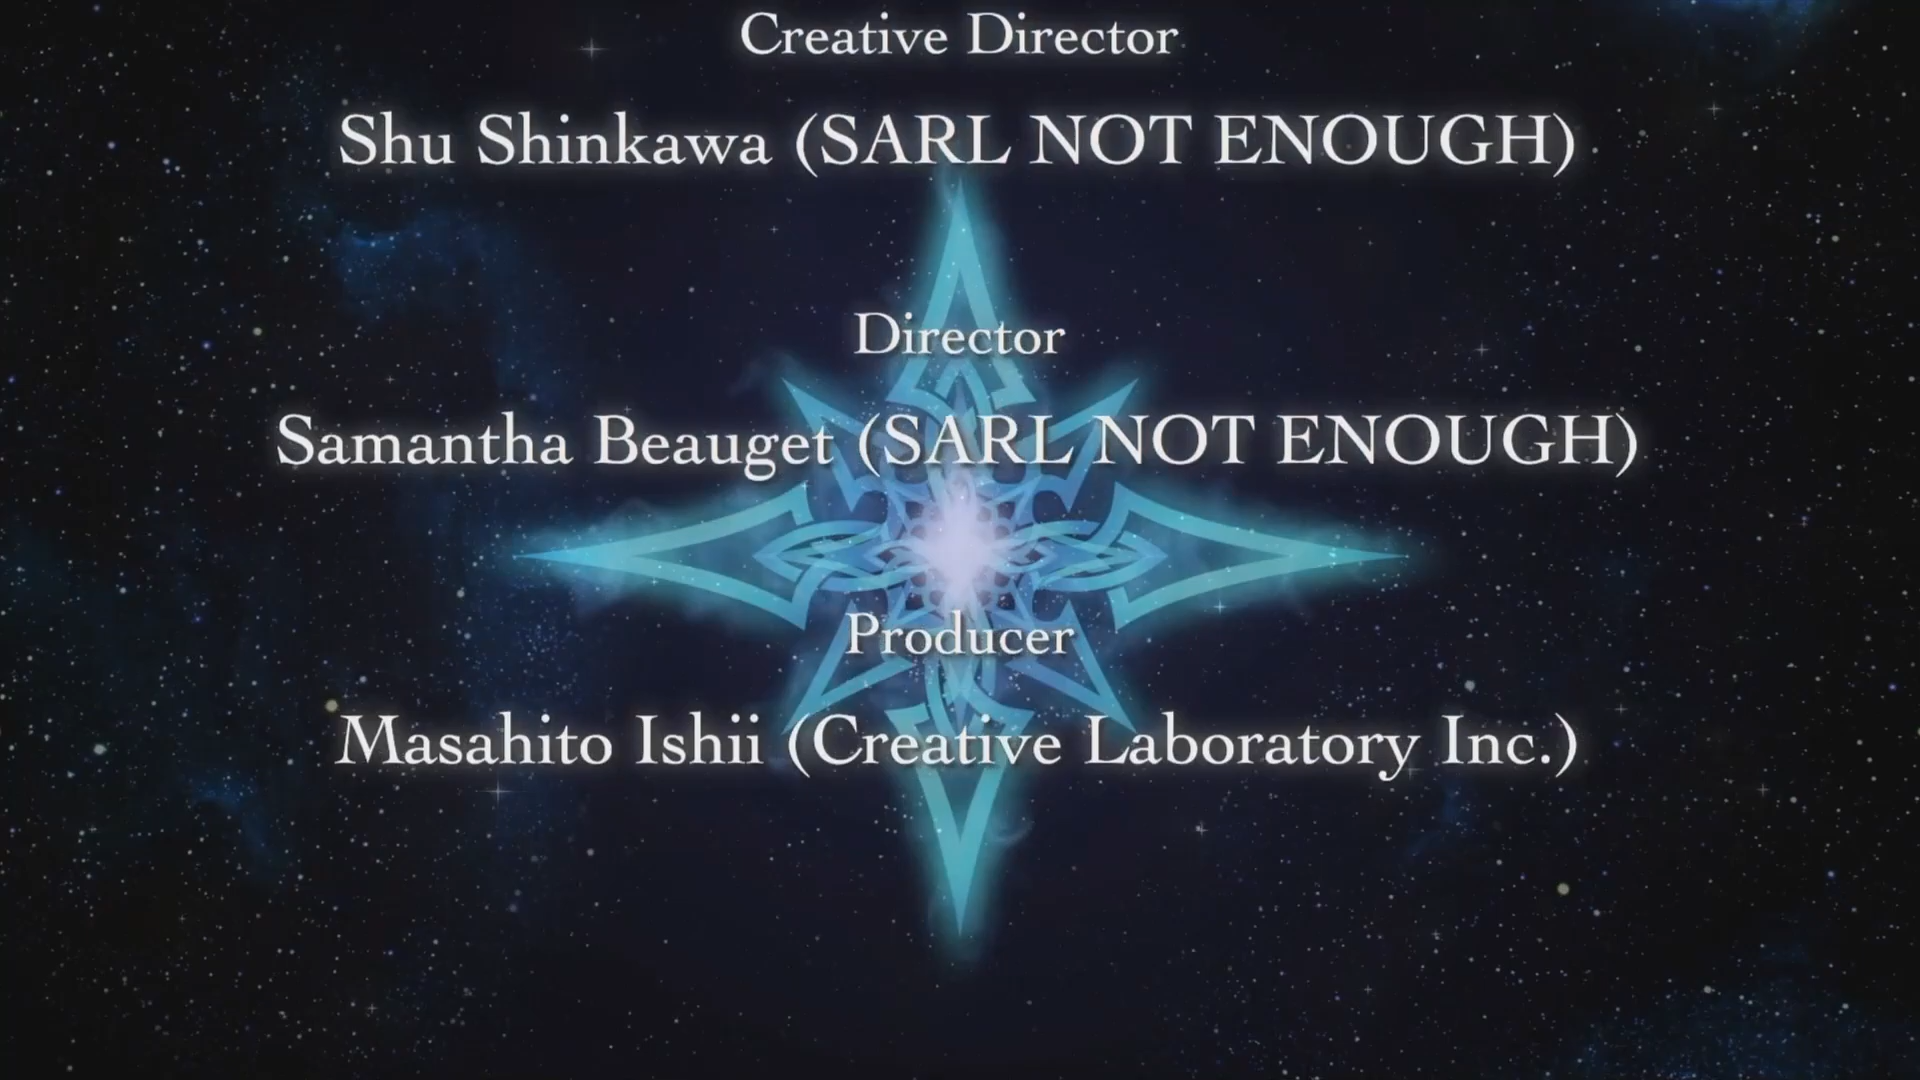 Creative Director
Shu Shinkawa (SARL NOT ENOUGH)
Director
Samantha Beauget (SARL NOT ENOUGH)
Producer
Masahito Ishii (Creative Laboratory Inc.)